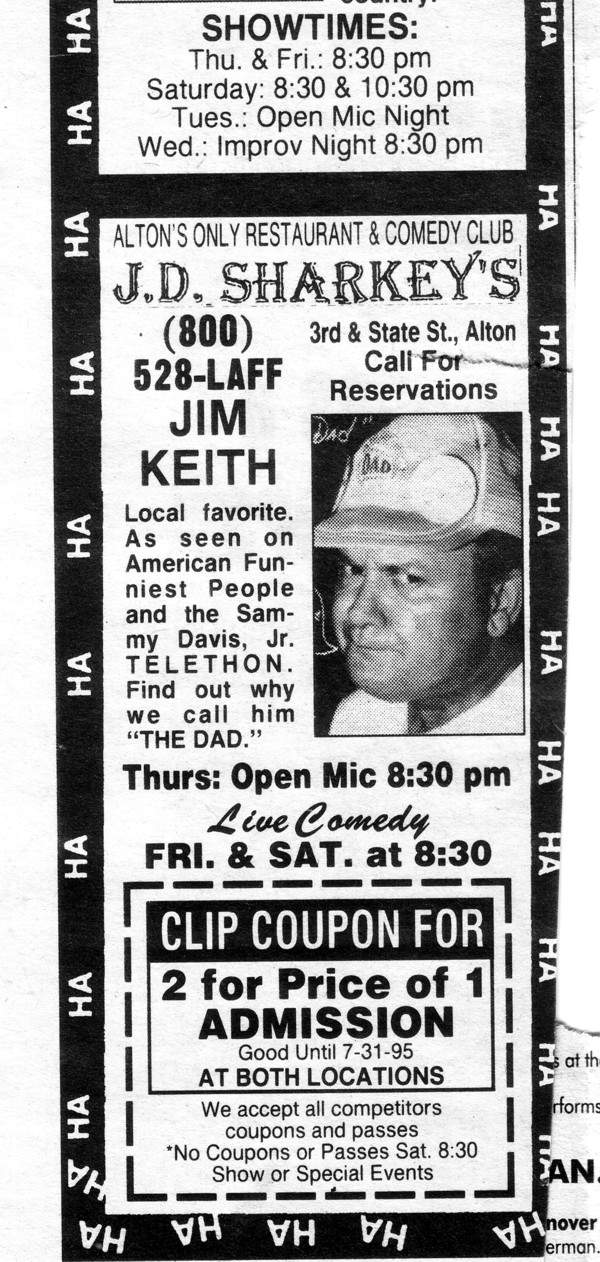 SHOWTIMES:
Thu. & Fri.: 8:30 pm
Saturday: 8:30 & 10:30 pm
Tues.: Open Mic Night
Wed.: Improv Night 8:30 pm
ALTON'S ONLY RESTAURANT & COMEDY CLUB
J.D. SHARKEY'S
(800)
528-LAFF
3rd & State St., Alton
Call For
Reservations
JIM
KEITH
Dad"
DAD
Local favorite.
As seen on
American Fun-
niest People
and the Sam-
my Davis, Jr.
TELETHON.
Find out why
we call him
"THE DAD."
Thurs: Open Mic 8:30 pm
Live Comedy
FRI. & SAT. at 8:30
CLIP COUPON FOR
2 for Price of 1
ADMISSION
Good Until 7-31-95
AT BOTH LOCATIONS
We accept all competitors
coupons and passes
*No Coupons or Passes Sat. 8:30
Show or Special Events
HA HA HA HA HA HA HA HA HA HA HA
HA HA HA HA HA HA HA HA HA HA
HA HA HA HA HA